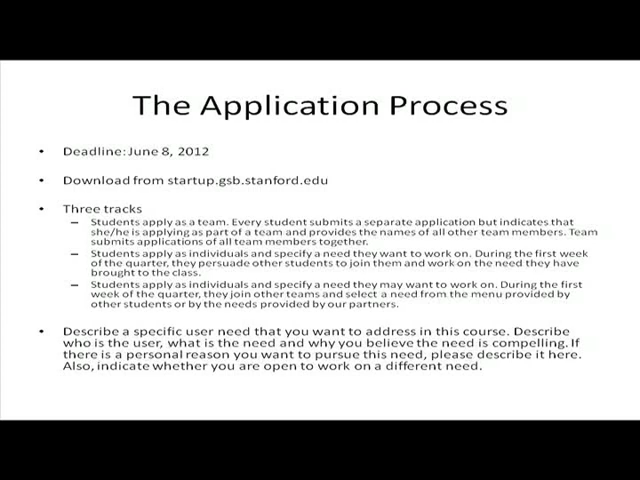 The Application Process
• Deadline: June 8, 2012
• Download from startup.gsb.stanford.edu
• Three tracks
– Students apply as a team. Every student submits a separate application but indicates that
she/he is applying as part of a team and provides the names of all other team members. Team
submits applications of all team members together.
– Students apply as individuals and specify a need they want to work on. During the first week
of the quarter, they persuade other students to join them and work on the need they have
brought to the class.
– Students apply as individuals and specify a need they may want to work on. During the first
week of the quarter, they join other teams and select a need from the menu provided by
other students or by the needs provided by our partners.
• Describe a specific user need that you want to address in this course. Describe
who is the user, what is the need and why you believe the need is compelling. If
there is a personal reason you want to pursue this need, please describe it here.
Also, indicate whether you are open to work on a different need.